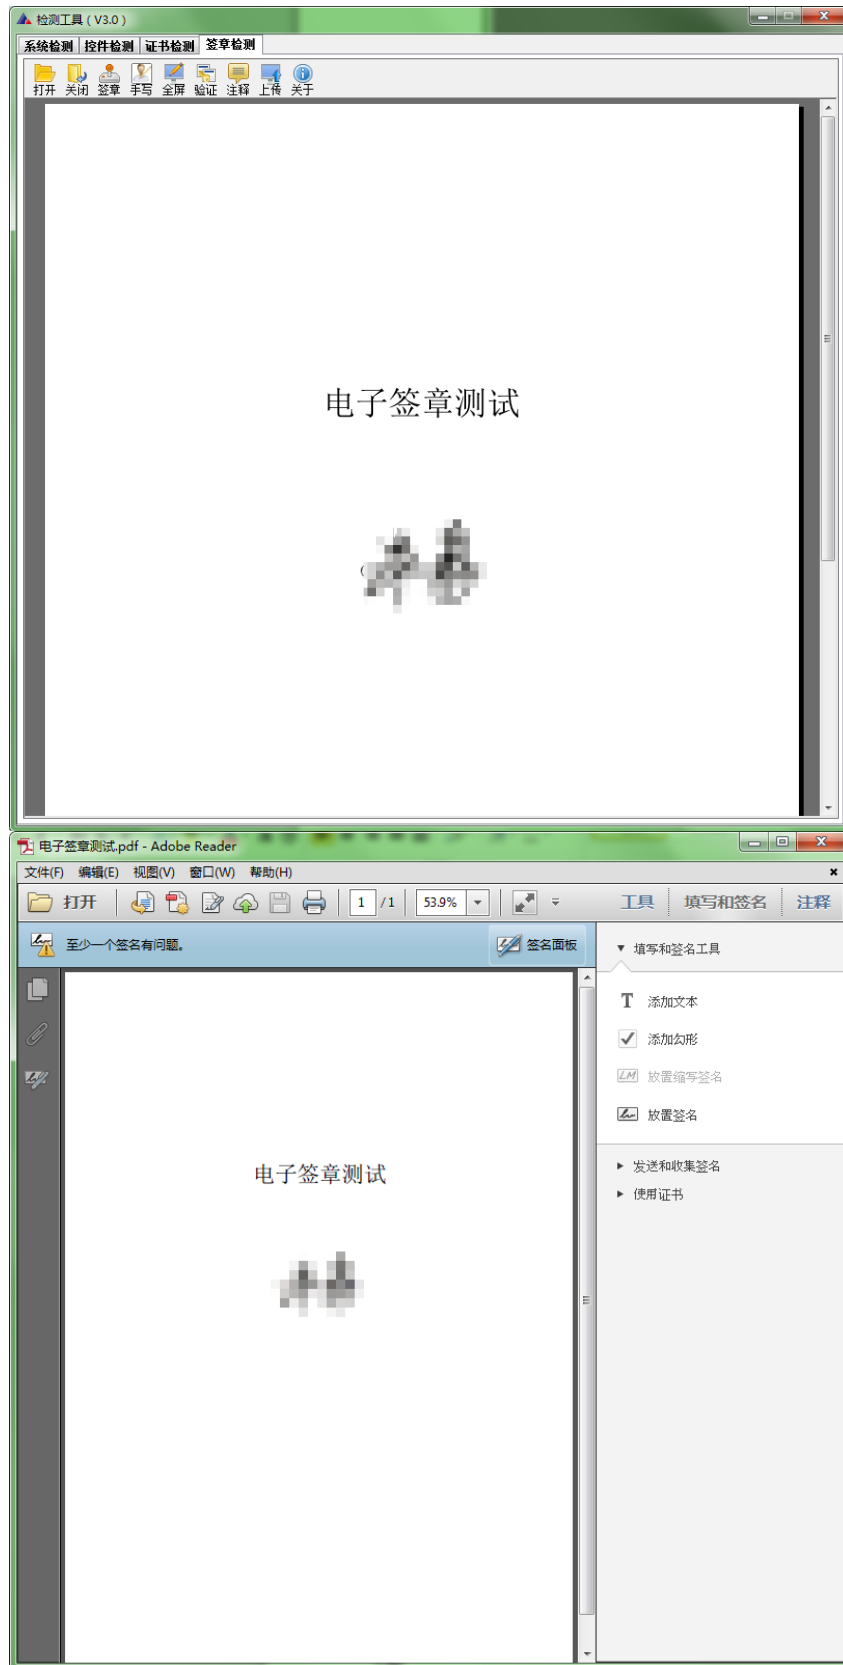 检测工具 ( V3.0 )
系统检测 控件检测 证书检测 签章检测
打开 关闭 签章 手写 全屏 验证 注释 上传 关于
电子签章测试
电子签章测试.pdf - Adobe Reader
文件(F) 编辑(E) 视图(V) 窗口(W) 帮助(H)
打开 1 / 1 53.9% 工具 填写和签名 注释
至少一个签名有问题。 签名面板
填写和签名工具
T 添加文本
添加勾形
LM 放置缩写签名
放置签名
电子签章测试
发送和收集签名
使用证书